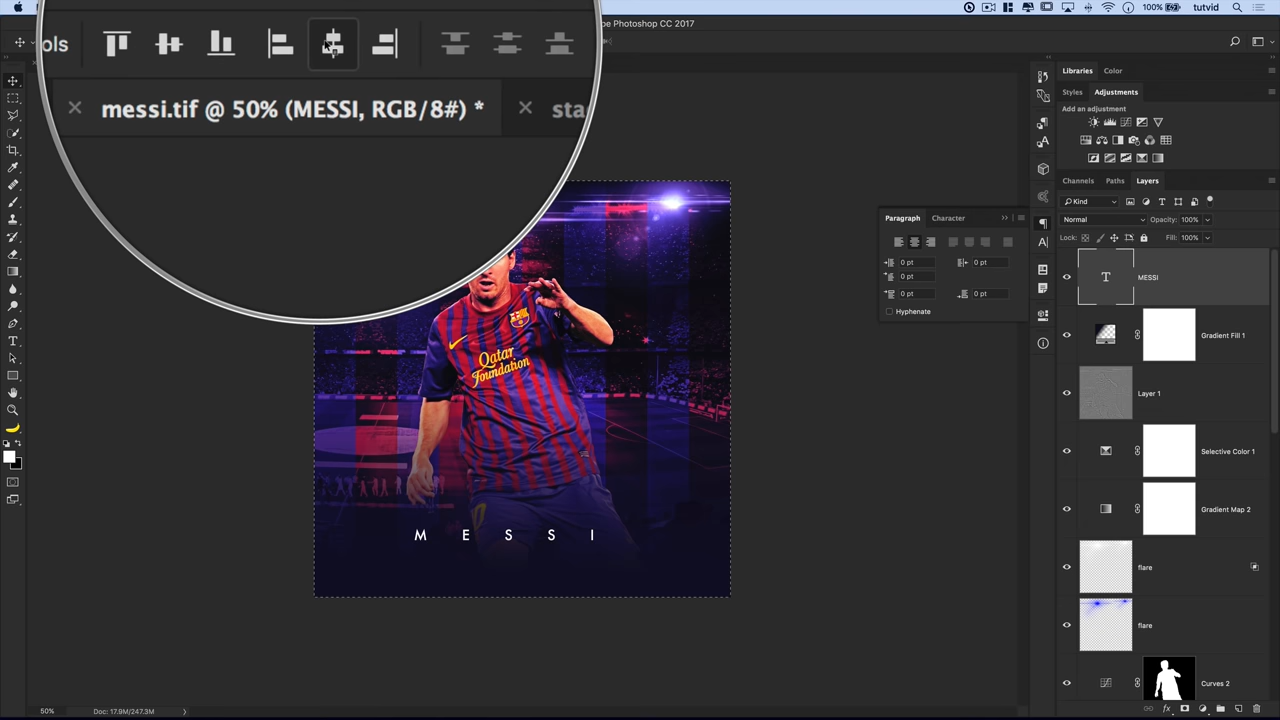 pe Photoshop CC 2017
100%
tutvid
ols
messi.tif @ 50% (MESSI, RGB/8#) *
sta
Libraries
Color
Styles
Adjustments
Add an adjustment
Channels
Paths
Layers
Kind
Normal
Opacity: 100%
Lock:
Fill: 100%
Paragraph
Character
0 pt
0 pt
0 pt
0 pt
0 pt
Hyphenate
MESSI
Gradient Fill 1
Layer 1
Selective Color 1
Gradient Map 2
flare
flare
Curves 2
Qatar
Foundation
M E S S I
50%
Doc: 17.9M/247.3M